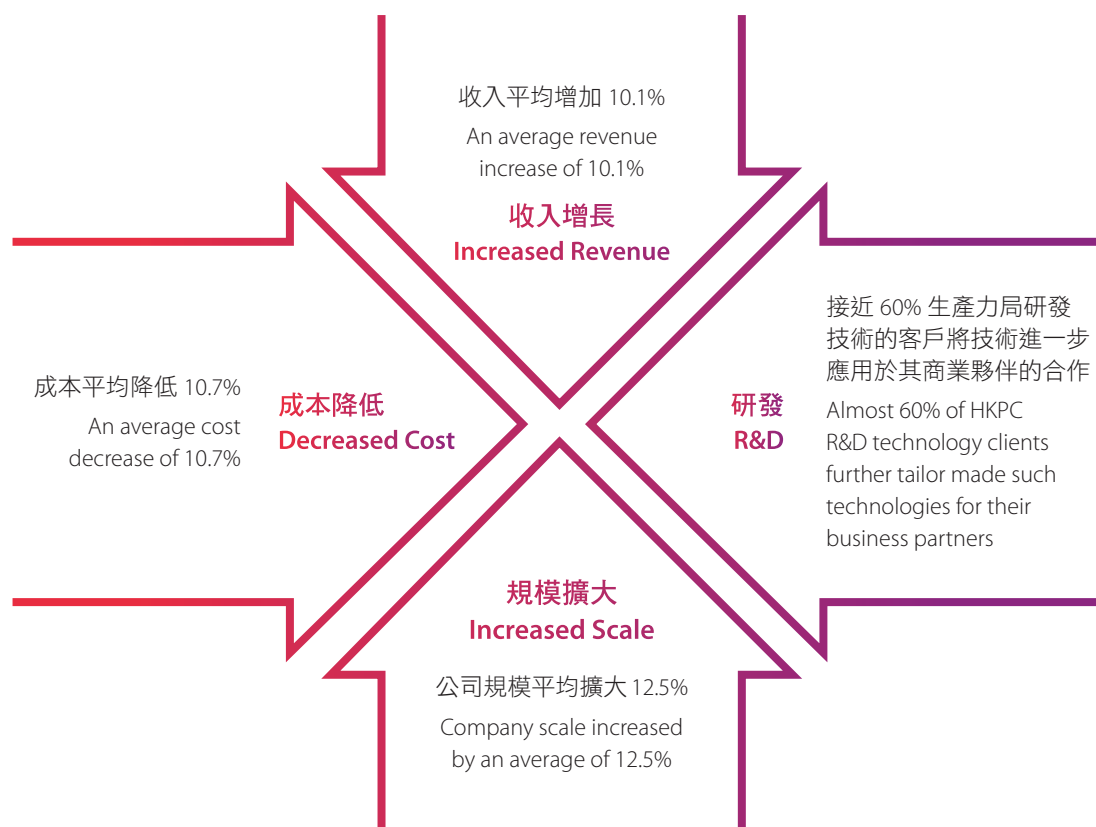 收入平均增加 10.1%
An average revenue
increase of 10.1%
收入增長
Increased Revenue
成本平均降低 10.7%
An average cost
decrease of 10.7%
成本降低
Decreased Cost
研發
R&D
接近 60% 生產力局研發
技術的客戶將技術進一步
應用於其商業夥伴的合作
Almost 60% of HKPC
R&D technology clients
further tailor made such
technologies for their
business partners
規模擴大
Increased Scale
公司規模平均擴大 12.5%
Company scale increased
by an average of 12.5%